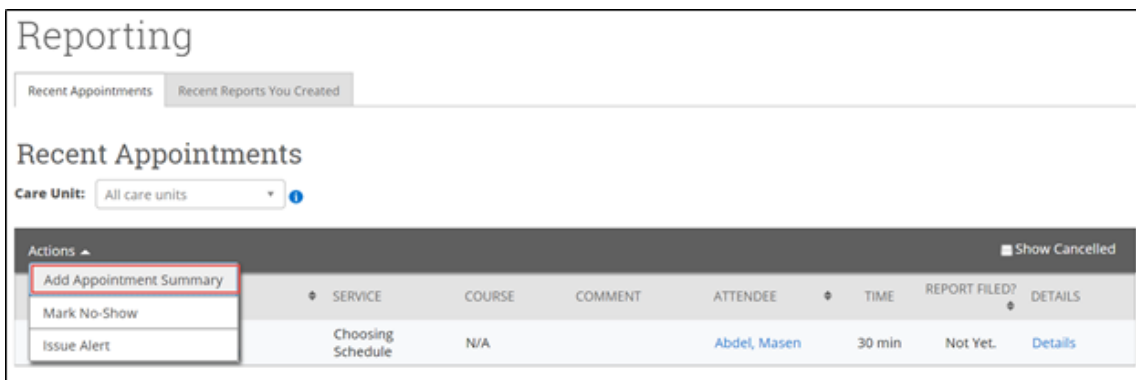 Reporting
Recent Appointments Recent Reports You Created
Recent Appointments
Care Unit: All care units
Actions Show Cancelled
Add Appointment Summary
SERVICE COURSE COMMENT ATTENDEE TIME REPORT FILED? DETAILS
Mark No-Show
Issue Alert Choosing Schedule N/A Abdel, Masen 30 min Not Yet. Details